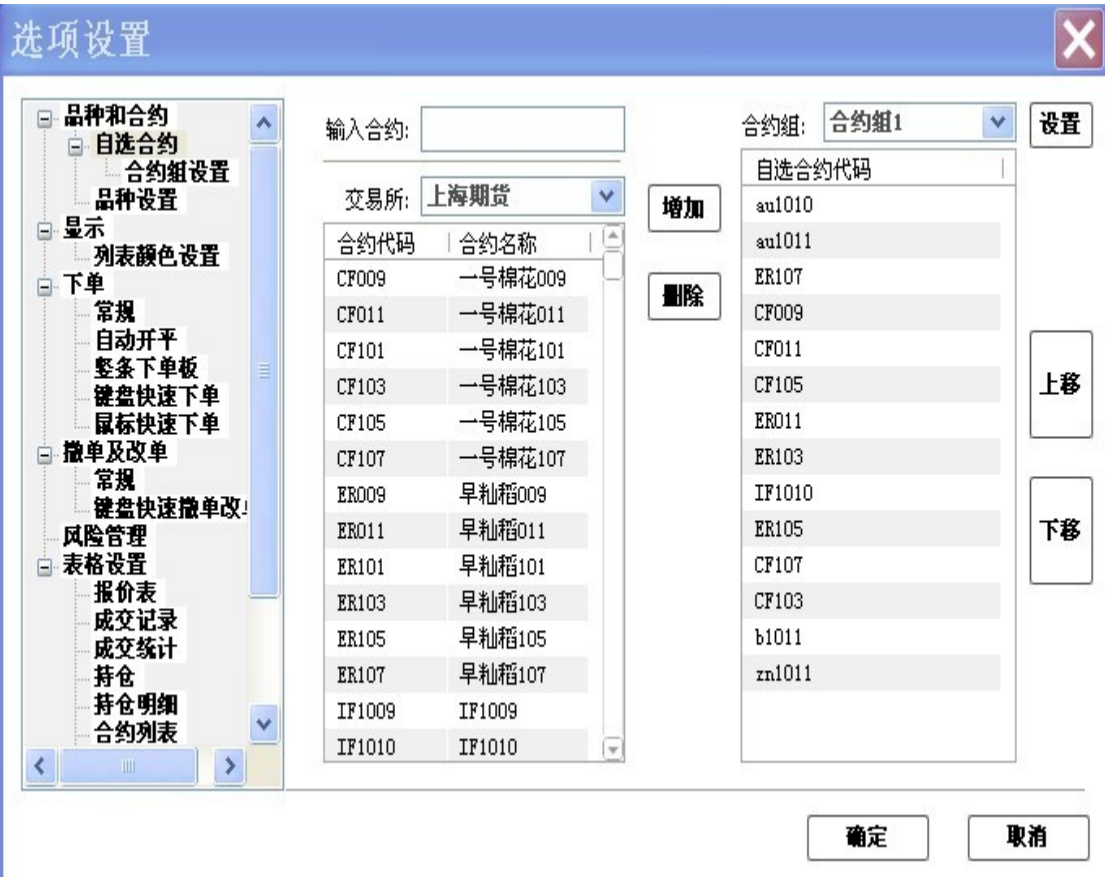 选项设置
品种和合约
自选合约
合约组设置
品种设置
显示
列表颜色设置
下单
常规
自动开平
竖条下单板
键盘快速下单
鼠标快速下单
撤单及改单
常规
键盘快速撤单改
风险管理
表格设置
报价表
成交记录
成交统计
持仓
持仓明细
合约列表
输入合约:
交易所: 上海期货
合约代码 合约名称
CF009 一号棉花009
CF011 一号棉花011
CF101 一号棉花101
CF103 一号棉花103
CF105 一号棉花105
CF107 一号棉花107
ER009 早籼稻009
ER011 早籼稻011
ER101 早籼稻101
ER103 早籼稻103
ER105 早籼稻105
ER107 早籼稻107
IF1009 IF1009
IF1010 IF1010
增加
删除
合约组: 合约组1 设置
自选合约代码
au1010
au1011
ER107
CF009
CF011
CF105
ER011
ER103
IF1010
ER105
CF107
CF103
b1011
zn1011
上移
下移
确定 取消